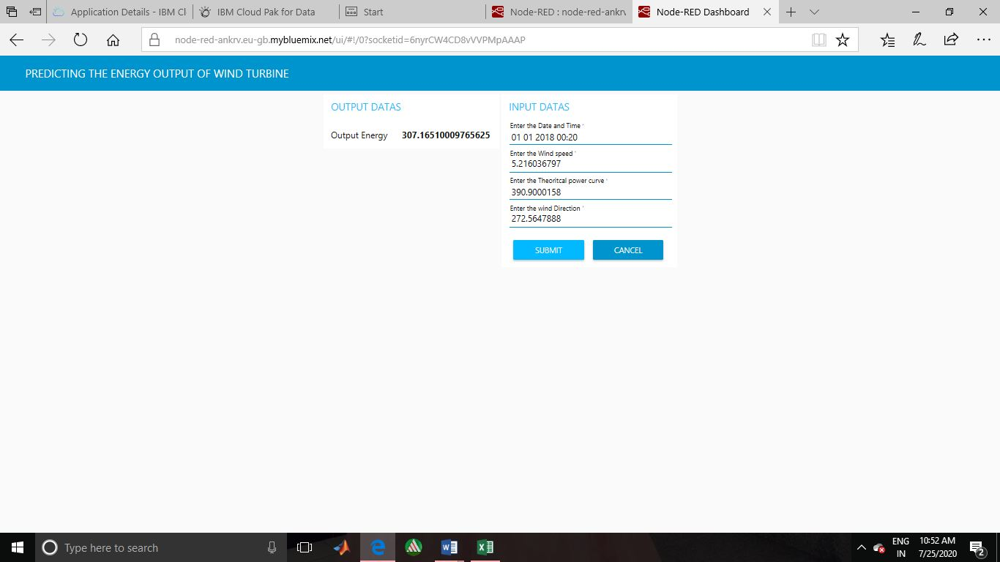 Application Details - IBM Cl
IBM Cloud Pak for Data
Start
Node-RED : node-red-ankrv.
Node-RED Dashboard
node-red-ankrv.eu-gb.mybluemix.net/ui/#!/0?socketid=6nyrCW4CD8vVVPMpAAAP
PREDICTING THE ENERGY OUTPUT OF WIND TURBINE
OUTPUT DATAS
Output Energy 307.16510009765625
INPUT DATAS
Enter the Date and Time *
01 01 2018 00:20
Enter the Wind speed *
5.216036797
Enter the Theoritcal power curve *
390.9000158
Enter the wind Direction *
272.5647888
SUBMIT
CANCEL
Type here to search
ENG
IN
10:52 AM
7/25/2020
2